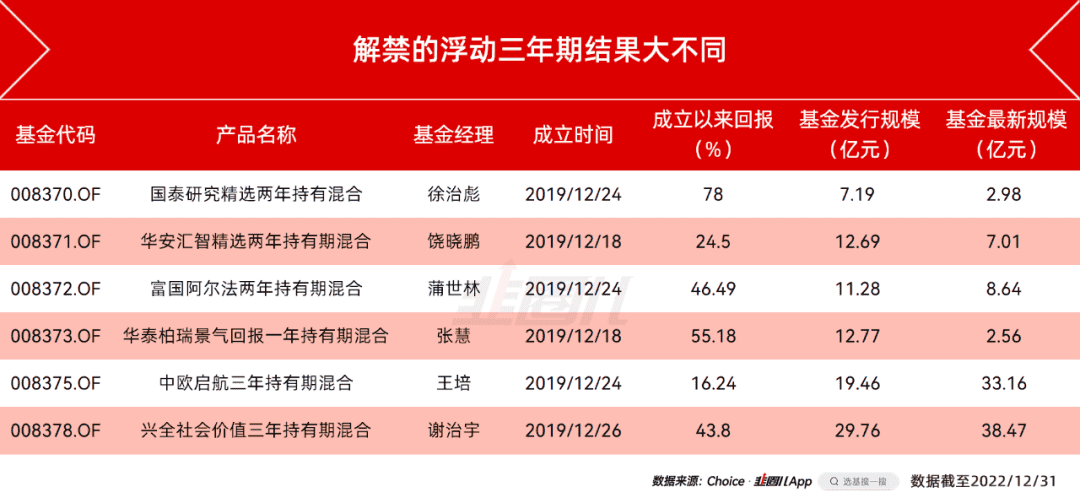 解禁的浮动三年期结果大不同
基金代码 产品名称 基金经理 成立时间 成立以来回报（%） 基金发行规模（亿元） 基金最新规模（亿元）
008370.OF 国泰研究精选两年持有混合 徐治彪 2019/12/24 78 7.19 2.98
008371.OF 华安汇智精选两年持有期混合 饶晓鹏 2019/12/18 24.5 12.69 7.01
008372.OF 富国阿尔法两年持有期混合 蒲世林 2019/12/24 46.49 11.28 8.64
008373.OF 华泰柏瑞景气回报一年持有期混合 张慧 2019/12/18 55.18 12.77 2.56
008375.OF 中欧启航三年持有期混合 王培 2019/12/24 16.24 19.46 33.16
008378.OF 兴全社会价值三年持有期混合 谢治宇 2019/12/26 43.8 29.76 38.47
韭圈儿
数据来源：Choice · 韭圈儿App 选基搜一搜 数据截至2022/12/31